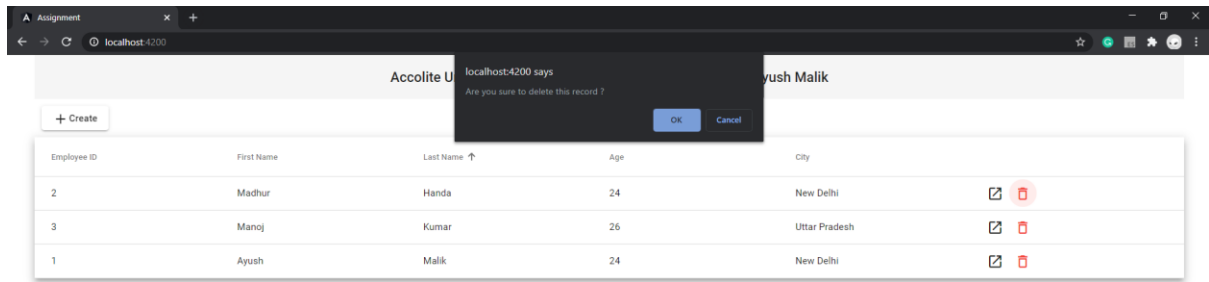 Assignment
localhost:4200
localhost:4200 says
Are you sure to delete this record ?
OK Cancel
Accolite U yush Malik
+ Create
Employee ID First Name Last Name ↑ Age City
2 Madhur Handa 24 New Delhi
3 Manoj Kumar 26 Uttar Pradesh
1 Ayush Malik 24 New Delhi